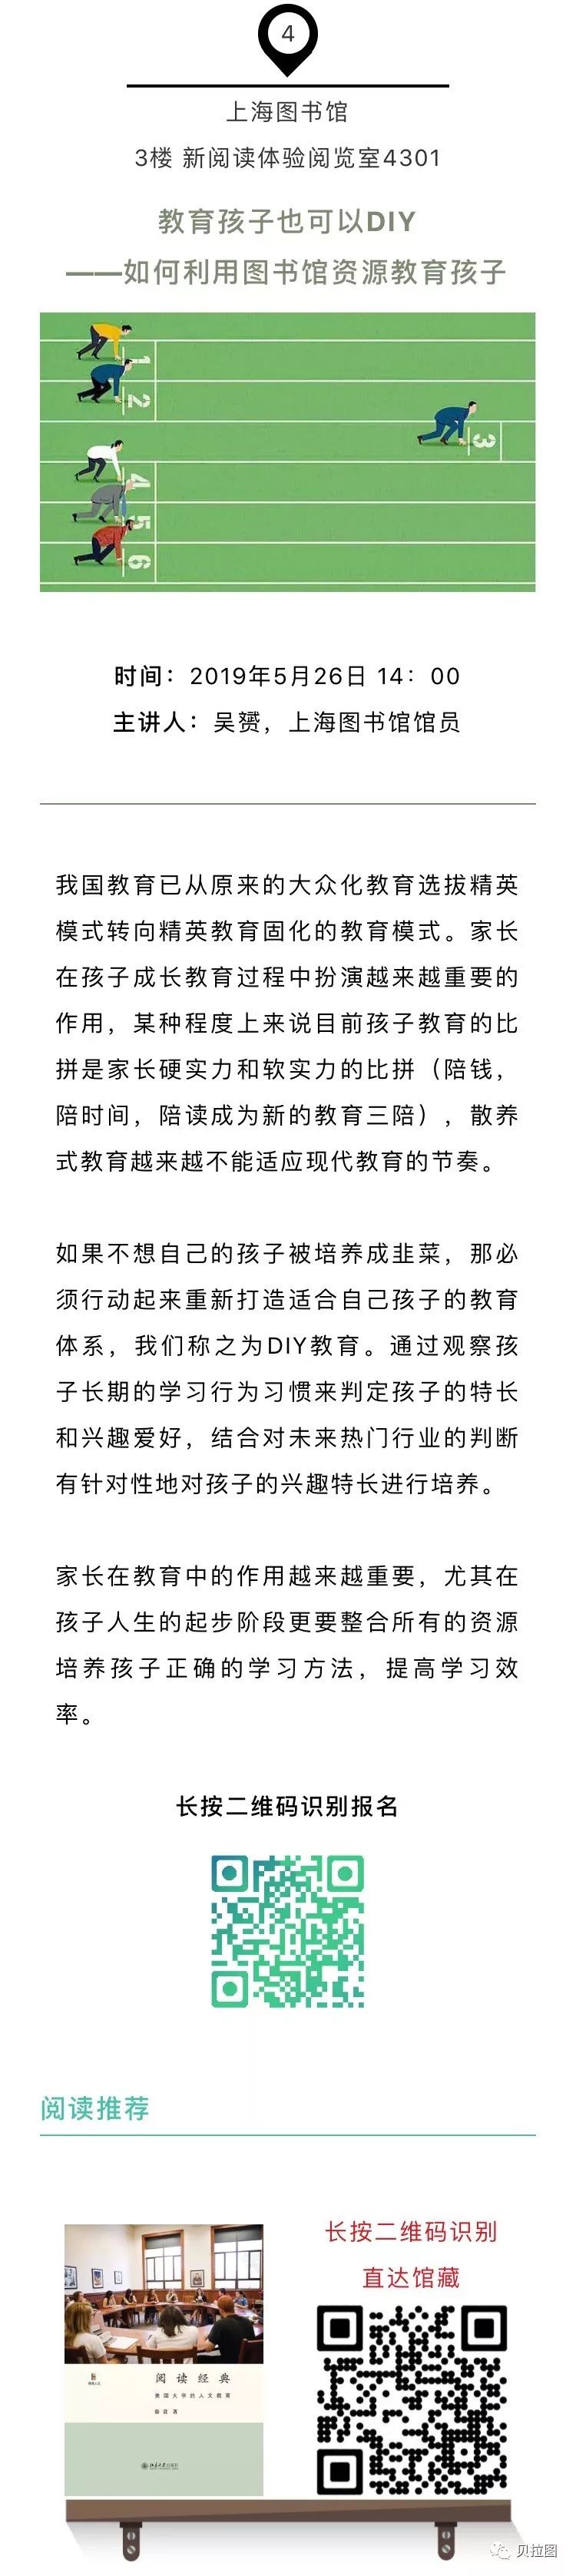 4
上海图书馆
3楼 新阅读体验阅览室4301
教育孩子也可以DIY
——如何利用图书馆资源教育孩子
1
2
3
4
5
6
时间：2019年5月26日 14：00
主讲人：吴赟，上海图书馆馆员
我国教育已从原来的大众化教育选拔精英
模式转向精英教育固化的教育模式。家长
在孩子成长教育过程中扮演越来越重要的
作用，某种程度上来说目前孩子教育的比
拼是家长硬实力和软实力的比拼（陪钱，
陪时间，陪读成为新的教育三陪），散养
式教育越来越不能适应现代教育的节奏。
如果不想自己的孩子被培养成韭菜，那必
须行动起来重新打造适合自己孩子的教育
体系，我们称之为DIY教育。通过观察孩
子长期的学习行为习惯来判定孩子的特长
和兴趣爱好，结合对未来热门行业的判断
有针对性地对孩子的兴趣特长进行培养。
家长在教育中的作用越来越重要，尤其在
孩子人生的起步阶段更要整合所有的资源
培养孩子正确的学习方法，提高学习效
率。
长按二维码识别报名
阅读推荐
长按二维码识别
直达馆藏
阅读经典
美国大学的人文教育
徐贲 著
北京大学出版社
贝拉图